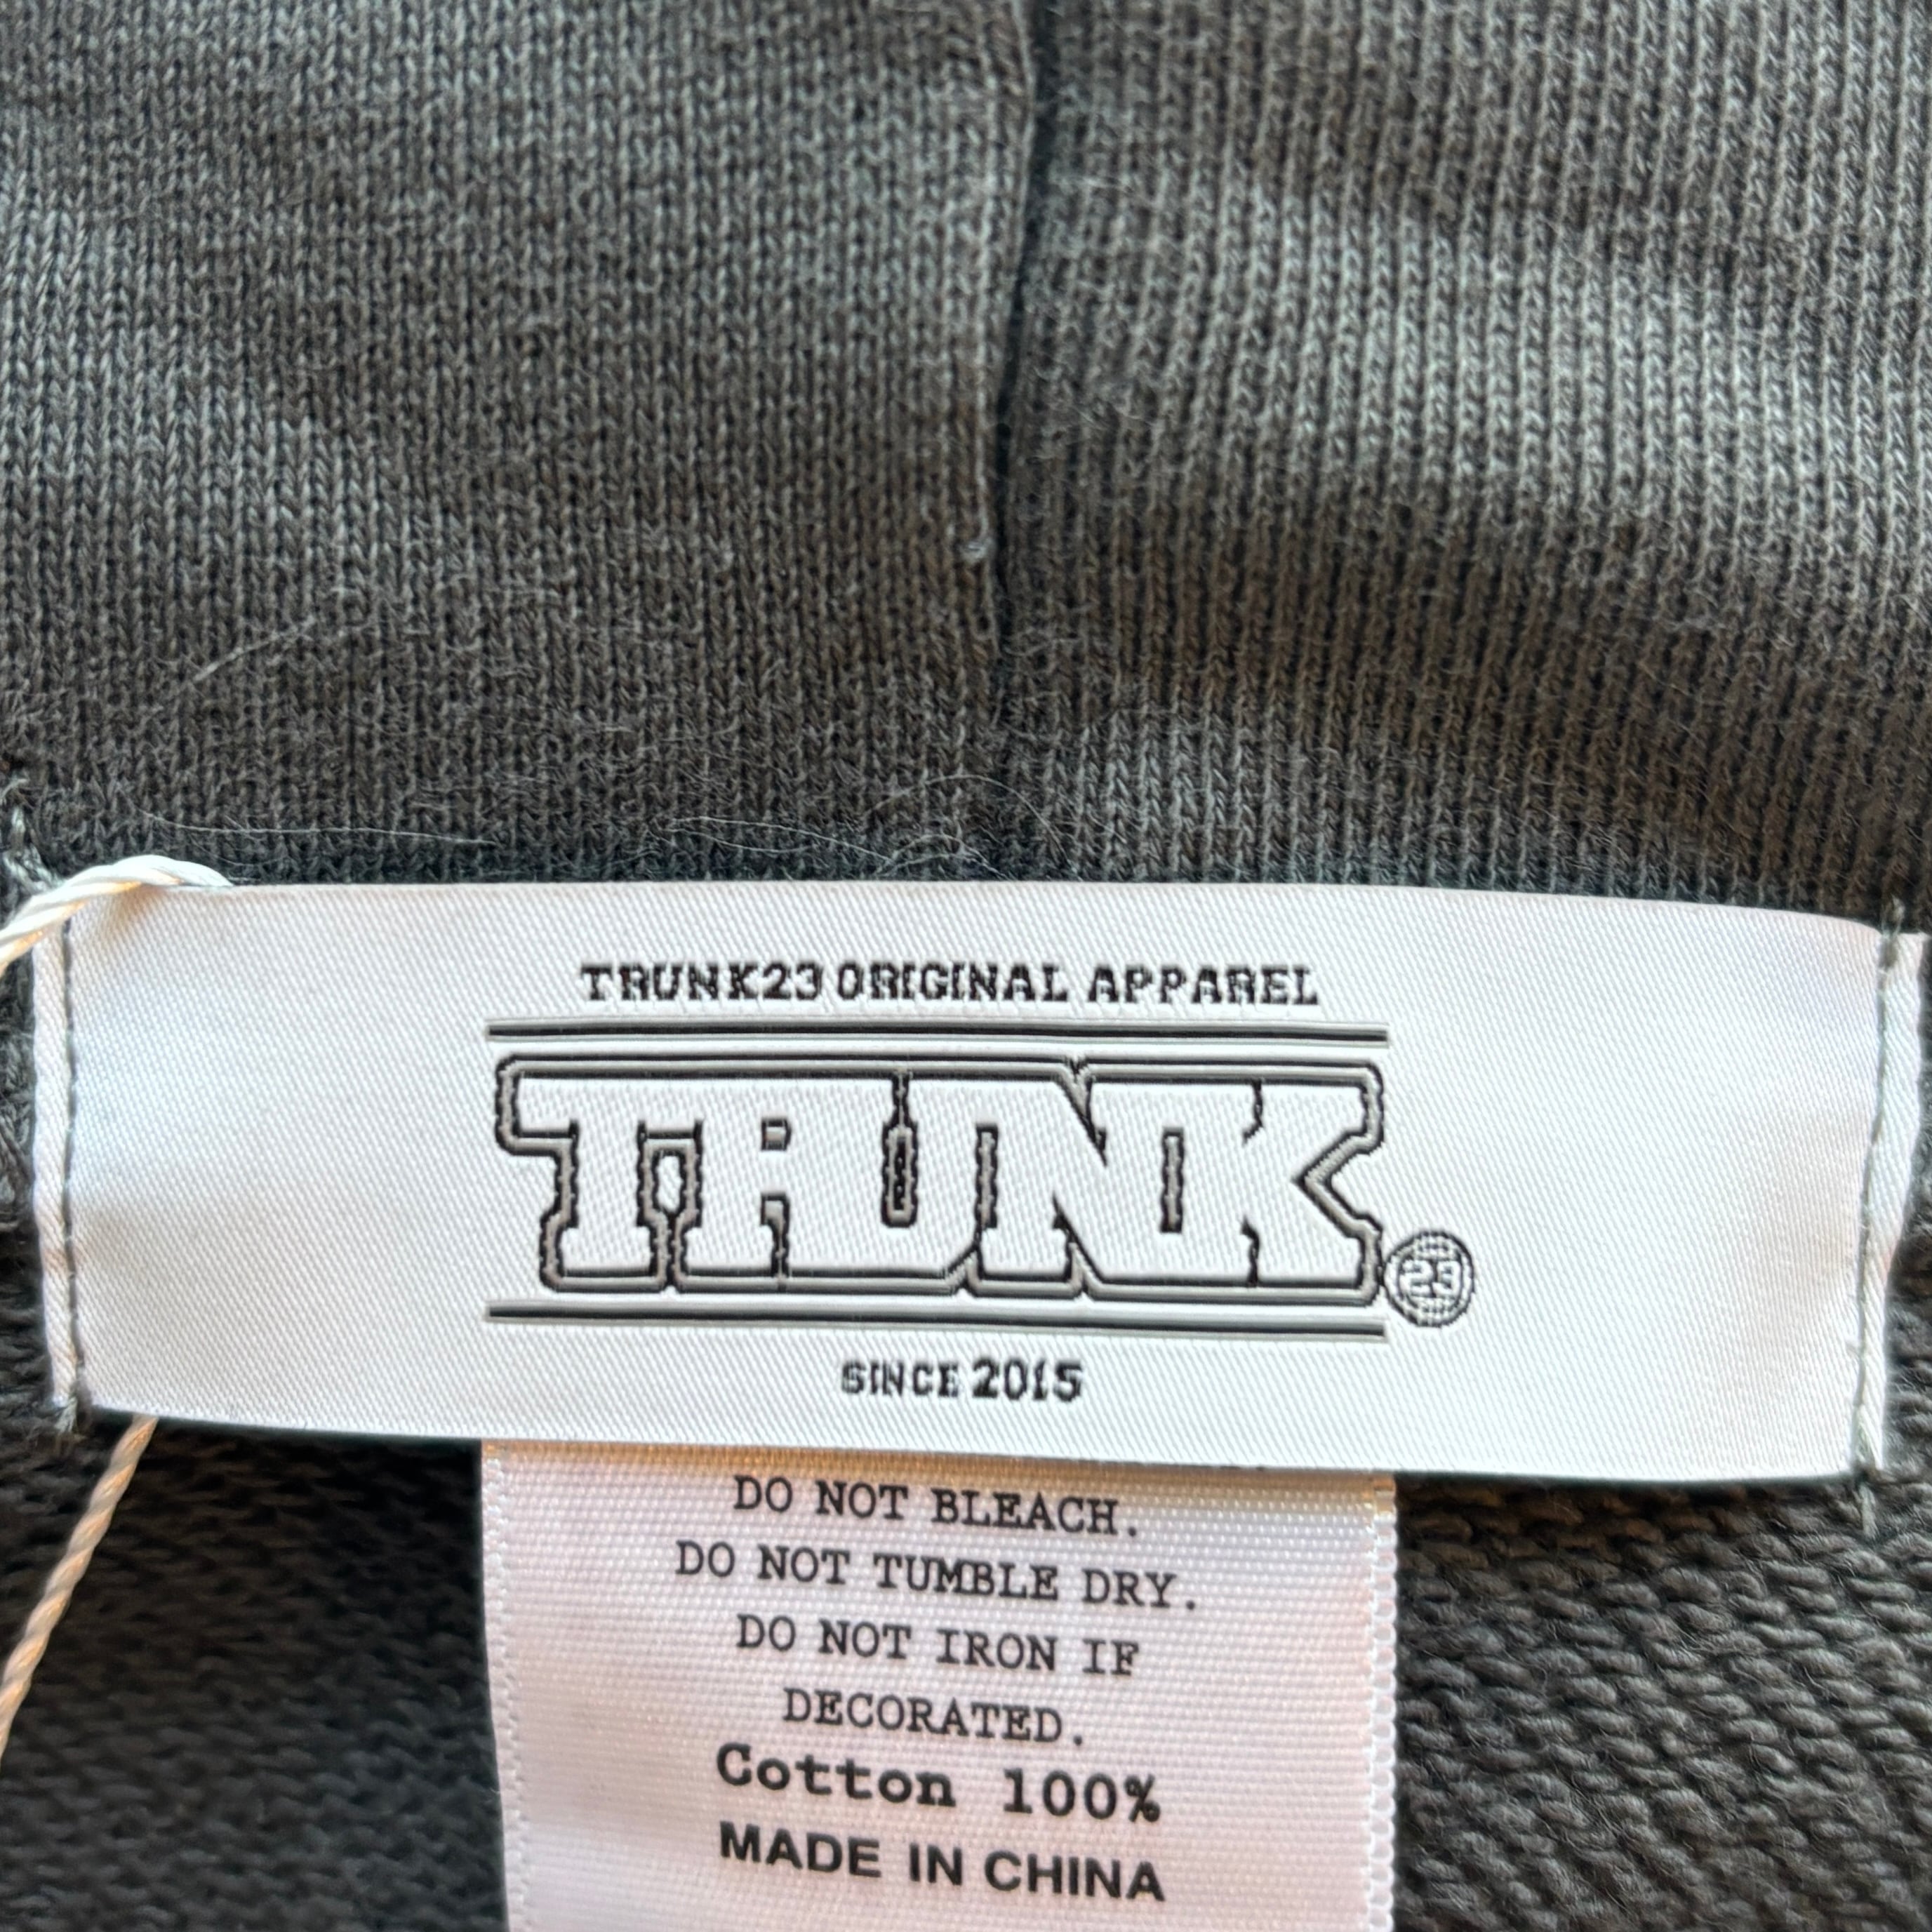 TRUNK23 ORIGINAL APPAREL
TRUNK
23
SINCE 2015
DO NOT BLEACH.
DO NOT TUMBLE DRY.
DO NOT IRON IF
DECORATED.
Cotton 100%
MADE IN CHINA